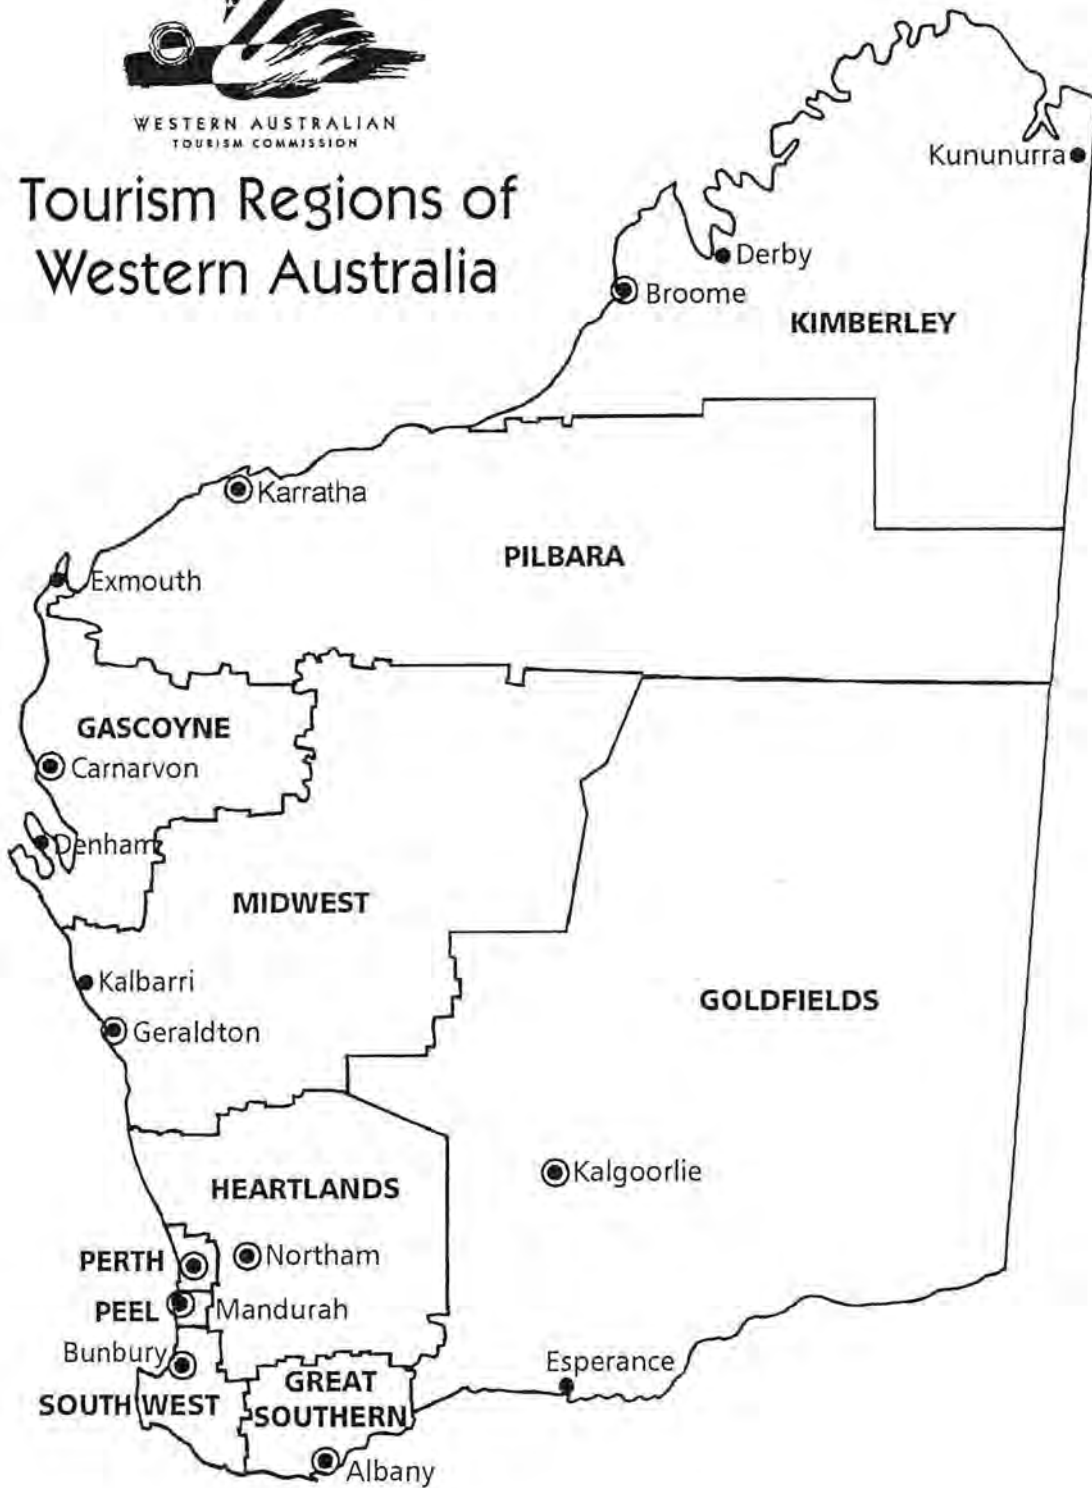 WESTERN AUSTRALIAN
TOURISM COMMISSION
Tourism Regions of
Western Australia
Kununurra
Derby
Broome
KIMBERLEY
Karratha
PILBARA
Exmouth
GASCOYNE
Carnarvon
Denham
MIDWEST
Kalbarri
GOLDFIELDS
Geraldton
Kalgoorlie
HEARTLANDS
PERTH
Northam
PEEL
Mandurah
Bunbury
Esperance
GREAT
SOUTHERN
SOUTH WEST
Albany